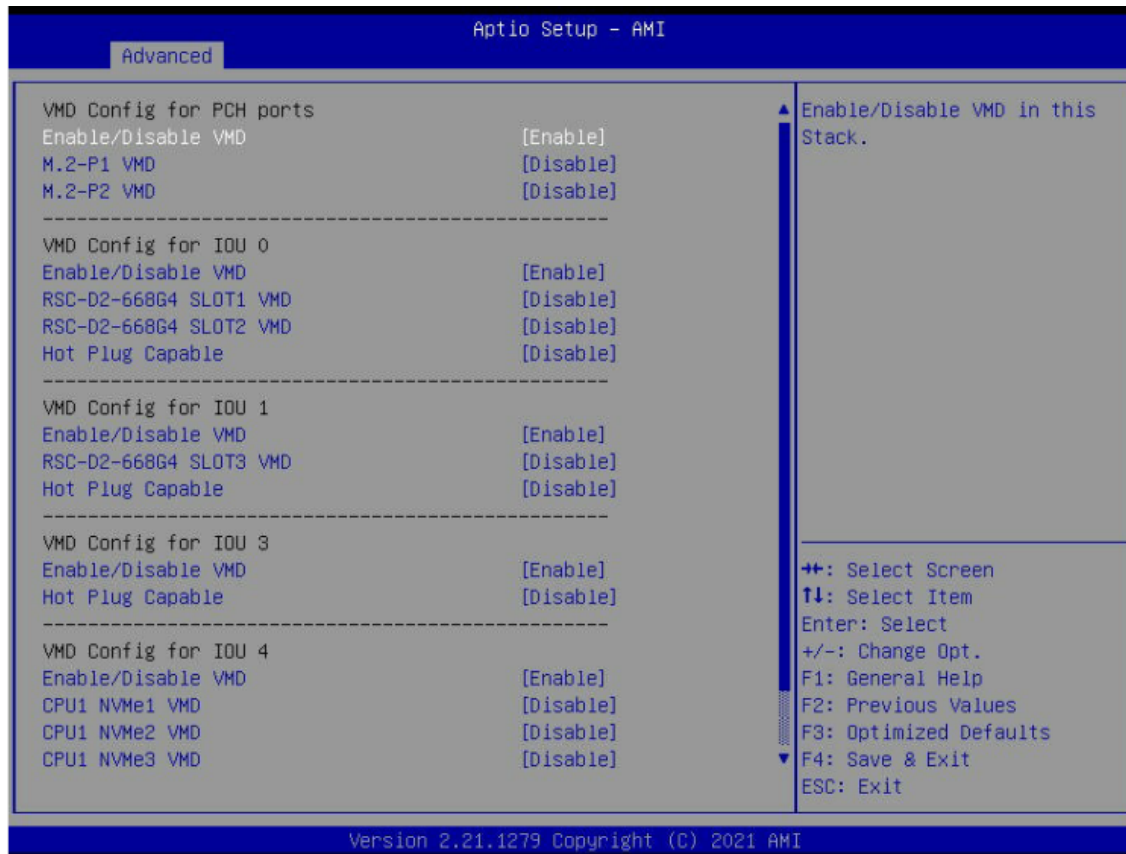 Aptio Setup – AMI
Advanced
VMD Config for PCH ports
Enable/Disable VMD [Enable]
M.2-P1 VMD [Disable]
M.2-P2 VMD [Disable]
--------------------------------------------------
VMD Config for IOU 0
Enable/Disable VMD [Enable]
RSC-D2-668G4 SLOT1 VMD [Disable]
RSC-D2-668G4 SLOT2 VMD [Disable]
Hot Plug Capable [Disable]
--------------------------------------------------
VMD Config for IOU 1
Enable/Disable VMD [Enable]
RSC-D2-668G4 SLOT3 VMD [Disable]
Hot Plug Capable [Disable]
--------------------------------------------------
VMD Config for IOU 3
Enable/Disable VMD [Enable]
Hot Plug Capable [Disable]
--------------------------------------------------
VMD Config for IOU 4
Enable/Disable VMD [Enable]
CPU1 NVMe1 VMD [Disable]
CPU1 NVMe2 VMD [Disable]
CPU1 NVMe3 VMD [Disable]
Enable/Disable VMD in this
Stack.
→←: Select Screen
↑↓: Select Item
Enter: Select
+/-: Change Opt.
F1: General Help
F2: Previous Values
F3: Optimized Defaults
F4: Save & Exit
ESC: Exit
Version 2.21.1279 Copyright (C) 2021 AMI